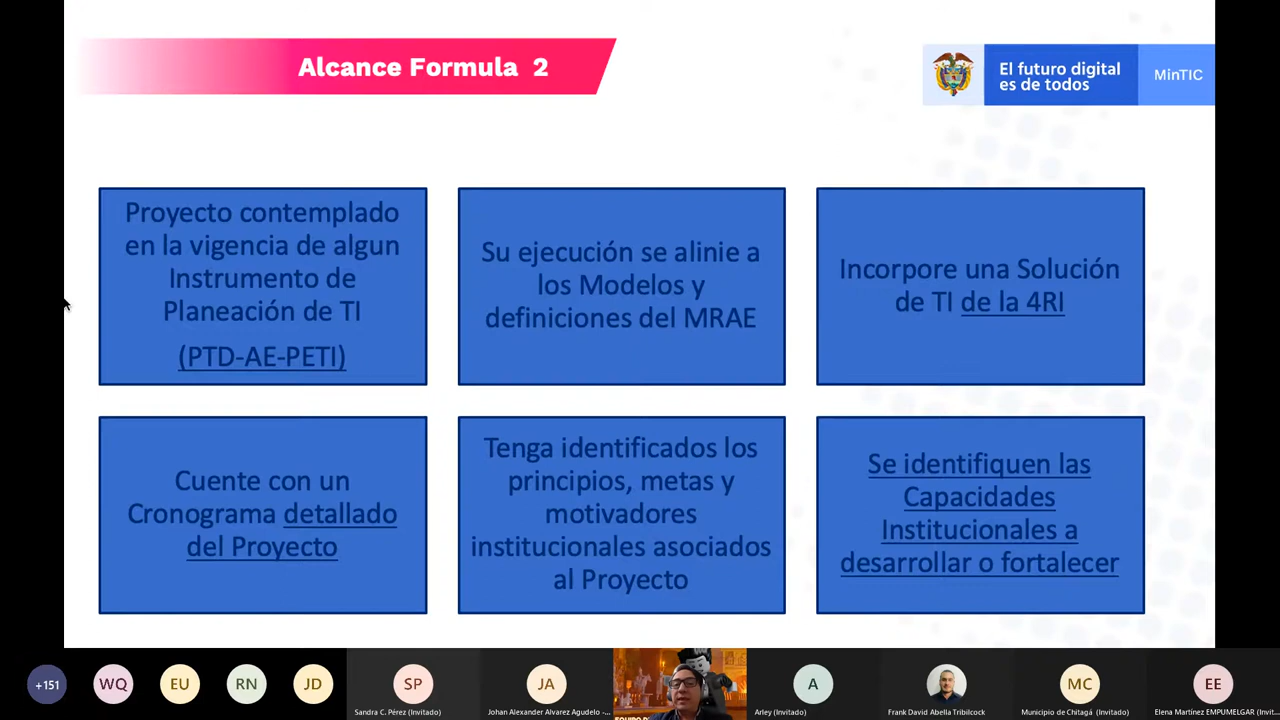 Alcance Formula 2
El futuro digital
es de todos
MinTIC
Proyecto contemplado
en la vigencia de algun
Instrumento de
Planeación de TI
(PTD-AE-PETI)
Su ejecución se alinie a
los Modelos y
definiciones del MRAE
Incorpore una Solución
de TI de la 4RI
Cuente con un
Cronograma detallado
del Proyecto
Tenga identificados los
principios, metas y
motivadores
institucionales asociados
al Proyecto
Se identifiquen las
Capacidades
Institucionales a
desarrollar o fortalecer
+151
WQ
EU
RN
JD
SP
Sandra C. Pérez (Invitado)
JA
Johan Alexander Alvarez Agudelo -...
A
Arley (Invitado)
Frank David Abella Tribilcock
MC
Municipio de Chitagá (Invitado)
EE
Elena Martínez EMPUMELGAR (Invit...